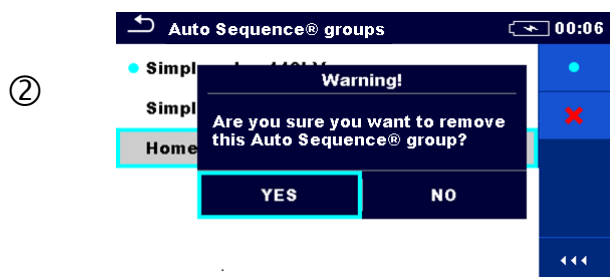 Auto Sequence® groups 00:06
②
Simpl
Warning!
Simpl
Are you sure you want to remove
this Auto Sequence® group?
Home
YES NO